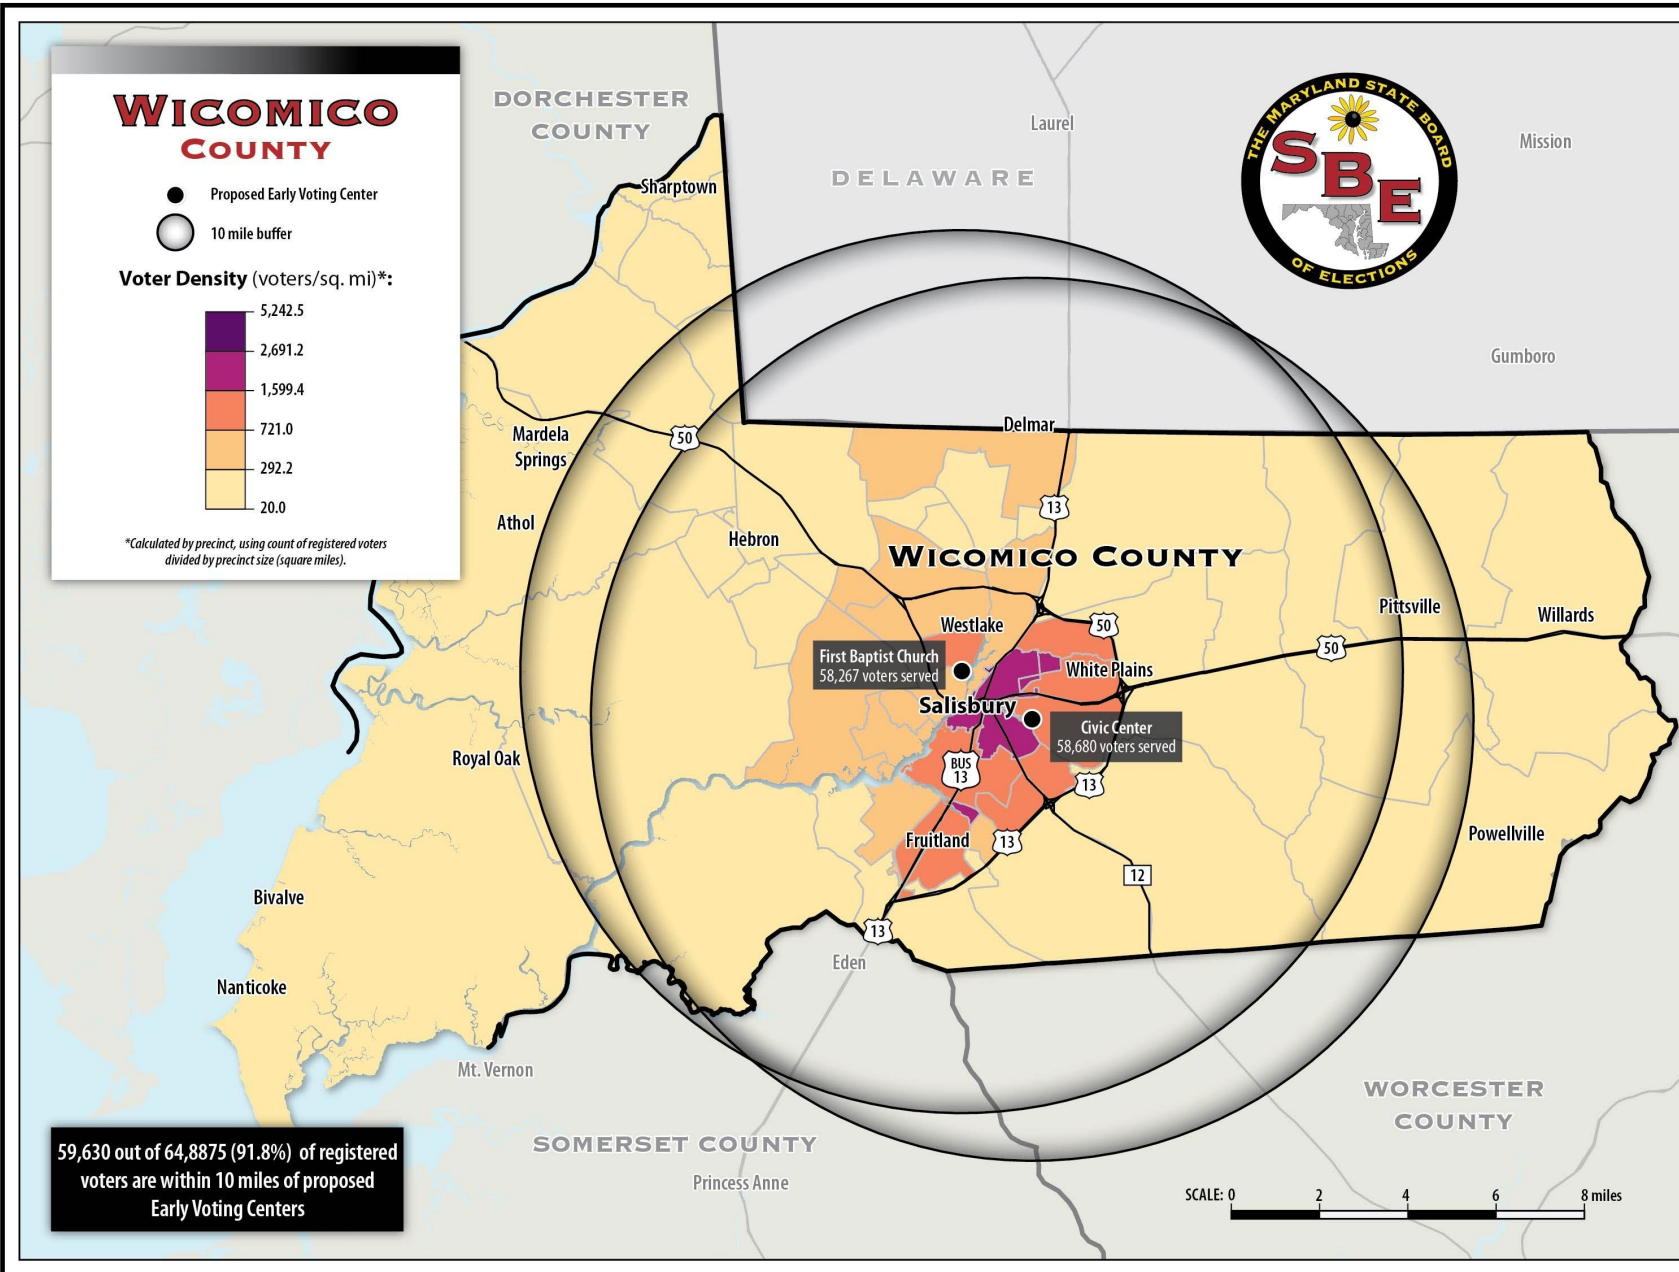 WICOMICO
COUNTY
Proposed Early Voting Center
10 mile buffer
Voter Density (voters/sq. mi)*:
5,242.5
2,691.2
1,599.4
721.0
292.2
20.0
*Calculated by precinct, using count of registered voters
divided by precinct size (square miles).
DORCHESTER
COUNTY
Sharptown
DELAWARE
Laurel
THE MARYLAND STATE BOARD
SBE
OF ELECTIONS
Mission
Gumboro
Delmar
50
Mardela
Springs
Athol
Hebron
13
WICOMICO COUNTY
Westlake
50
Pittsville
Willards
50
First Baptist Church
58,267 voters served
White Plains
Salisbury
Civic Center
58,680 voters served
Royal Oak
BUS
13
13
Fruitland
13
Powellville
12
Bivalve
13
Eden
Nanticoke
Mt. Vernon
WORCESTER
COUNTY
SOMERSET COUNTY
Princess Anne
59,630 out of 64,8875 (91.8%) of registered
voters are within 10 miles of proposed
Early Voting Centers
SCALE: 0 2 4 6 8 miles